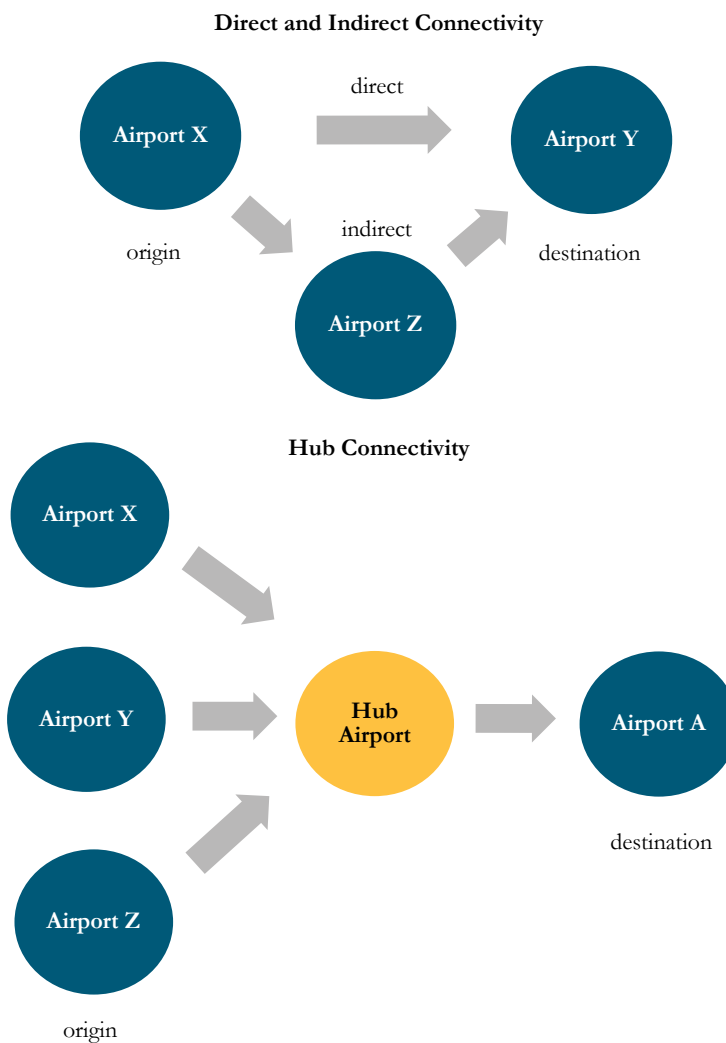 Direct and Indirect Connectivity
direct
Airport X
Airport Y
indirect
origin
destination
Airport Z
Hub Connectivity
Airport X
Airport Y
Hub
Airport
Airport A
destination
Airport Z
origin